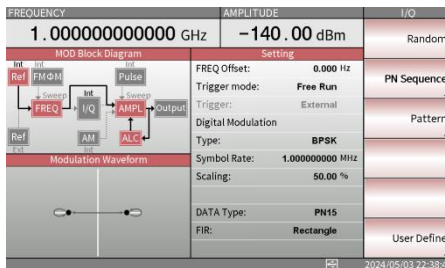 FREQUENCY
AMPLITUDE
I/Q
1.000000000000 GHz
-140.00 dBm
MOD Block Diagram
Int Int Int
Ref FMΦM Pulse
Sweep Int Sweep
FREQ I/Q AMPL Output
Ref AM ALC
Ext Int
Modulation Waveform
Setting
FREQ Offset: 0.000 Hz
Trigger mode: Free Run
Trigger: External
Digital Modulation
Type: BPSK
Symbol Rate: 1.000000000 MHz
Scaling: 50.00 %
DATA Type: PN15
FIR: Rectangle
Random
PN Sequence
Pattern
User Define
2024/05/03 22:38:4